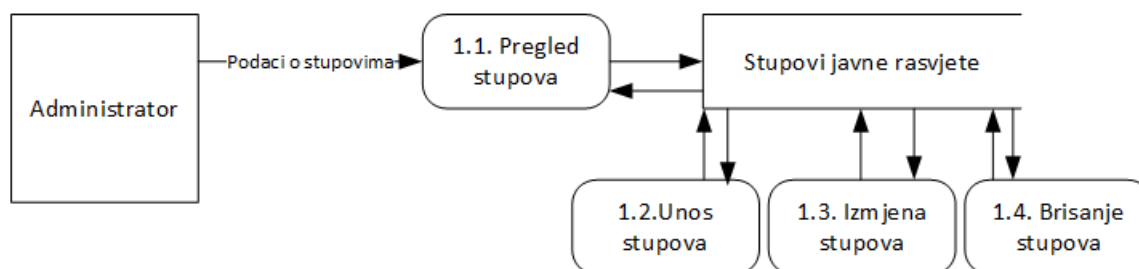 Administrator
Podaci o stupovima
1.1. Pregled
stupova
Stupovi javne rasvjete
1.2.Unos
stupova
1.3. Izmjena
stupova
1.4. Brisanje
stupova